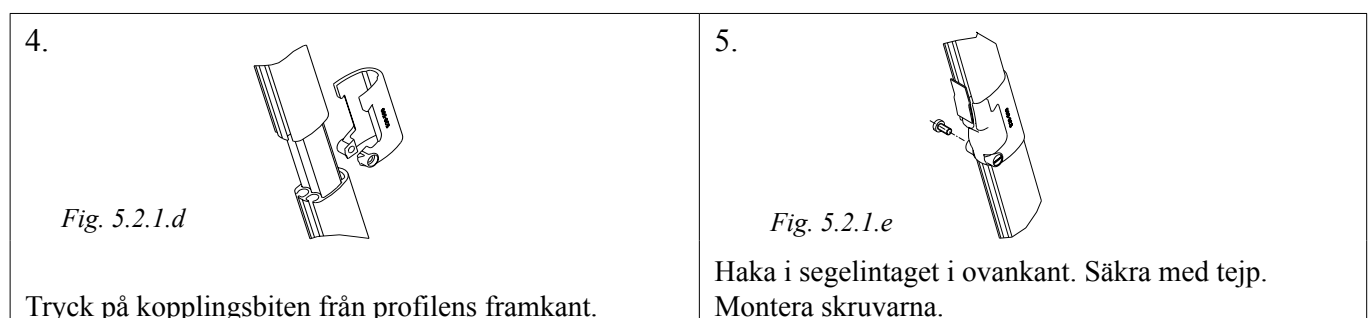 4.
Fig. 5.2.1.d
Tryck på kopplingsbiten från profilens framkant.
5.
Fig. 5.2.1.e
Haka i segelintaget i ovankant. Säkra med tejp.
Montera skruvarna.